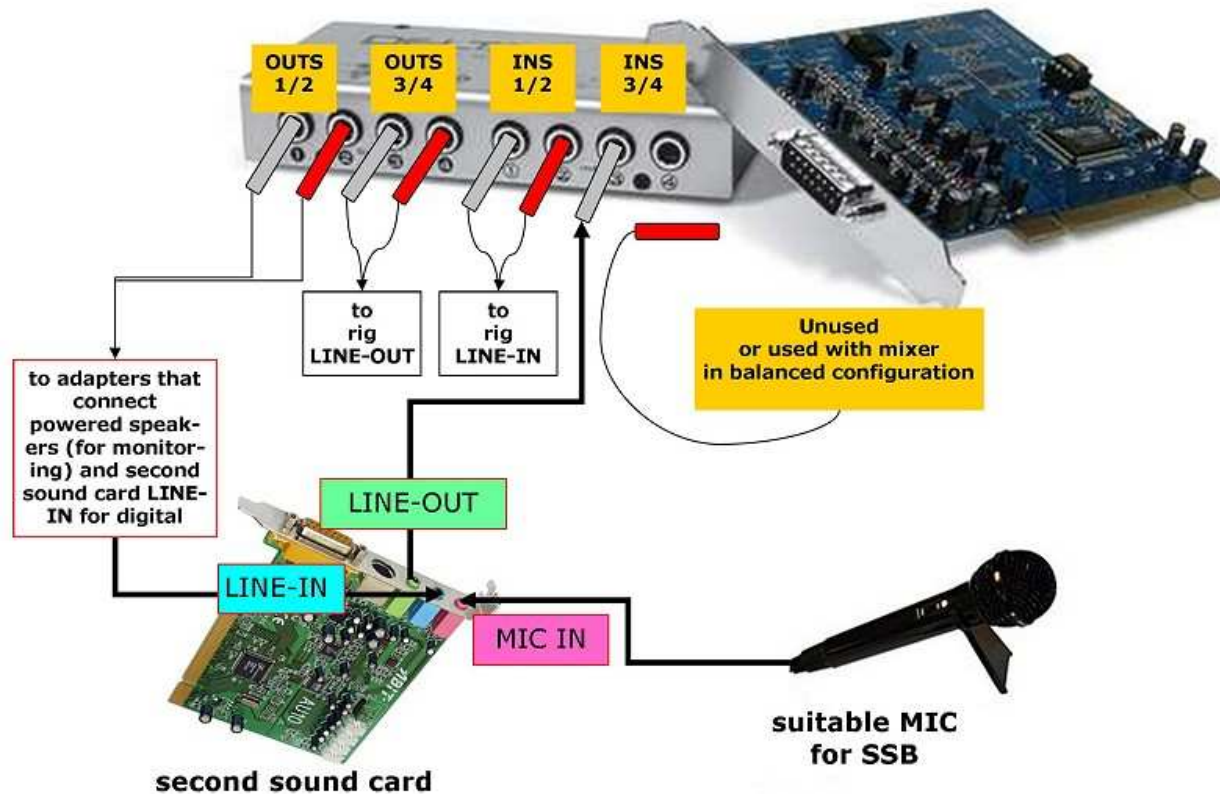 OUTS
1/2
OUTS
3/4
INS
1/2
INS
3/4
to
rig
LINE-OUT
to
rig
LINE-IN
Unused
or used with mixer
in balanced configuration
to adapters that
connect
powered speak-
ers (for monitor-
ing) and second
sound card LINE-
IN for digital
LINE-OUT
LINE-IN
MIC IN
ABIT
AU10
suitable MIC
for SSB
second sound card